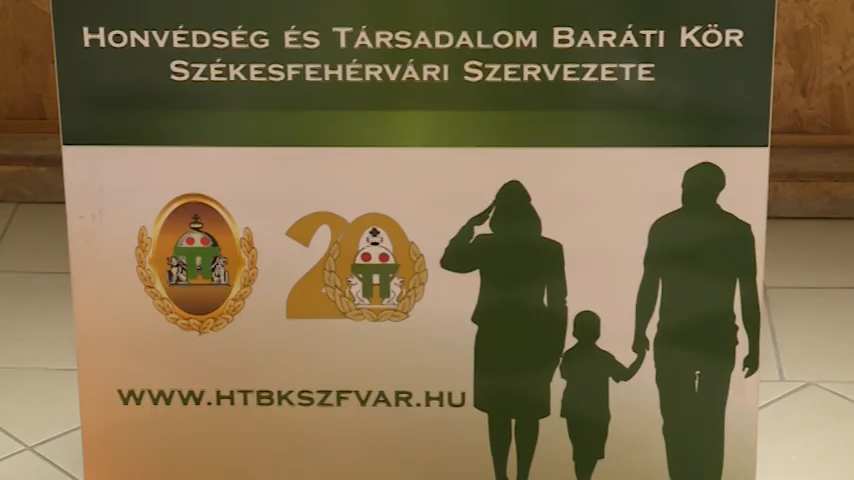 Honvédség és Társadalom Baráti Kör
Székesfehérvári Szervezete
20
WWW.HTBKSZFVAR.HU